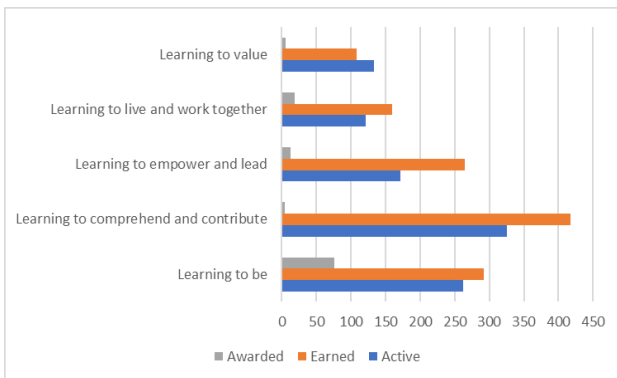 Learning to value
Learning to live and work together
Learning to empower and lead
Learning to comprehend and contribute
Learning to be
0 50 100 150 200 250 300 350 400 450
Awarded Earned Active